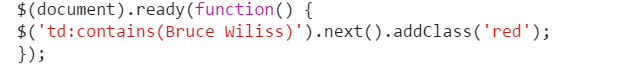 $(document).ready(function() {
$('td:contains(Bruce Wiliss)').next().addClass('red');
});